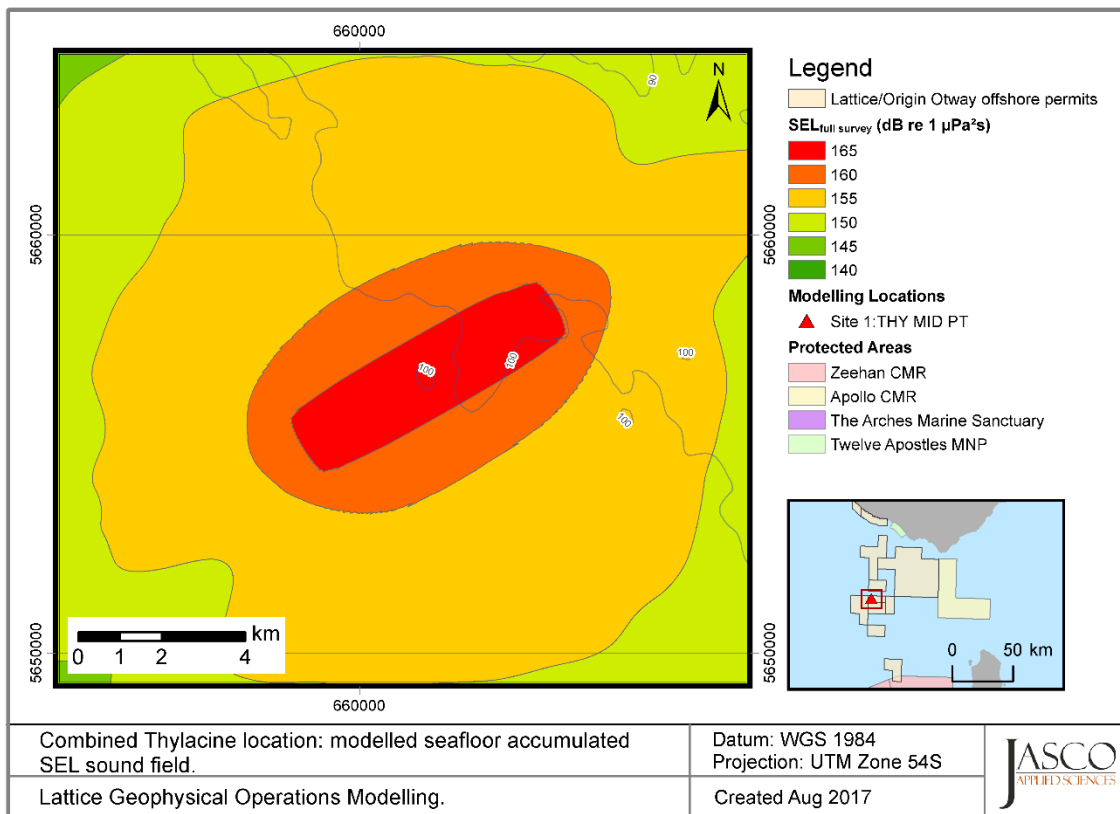 660000
N
90
5660000
5660000
100
100
100
100
km
0 1 2 4
5650000
5650000
660000
Legend
Lattice/Origin Otway offshore permits
SELfull survey (dB re 1 µPa²s)
165
160
155
150
145
140
Modelling Locations
Site 1:THY MID PT
Protected Areas
Zeehan CMR
Apollo CMR
The Arches Marine Sanctuary
Twelve Apostles MNP
0 50 km
Combined Thylacine location: modelled seafloor accumulated
SEL sound field.
Lattice Geophysical Operations Modelling.
Datum: WGS 1984
Projection: UTM Zone 54S
Created Aug 2017
JASCO
APPLIED SCIENCES